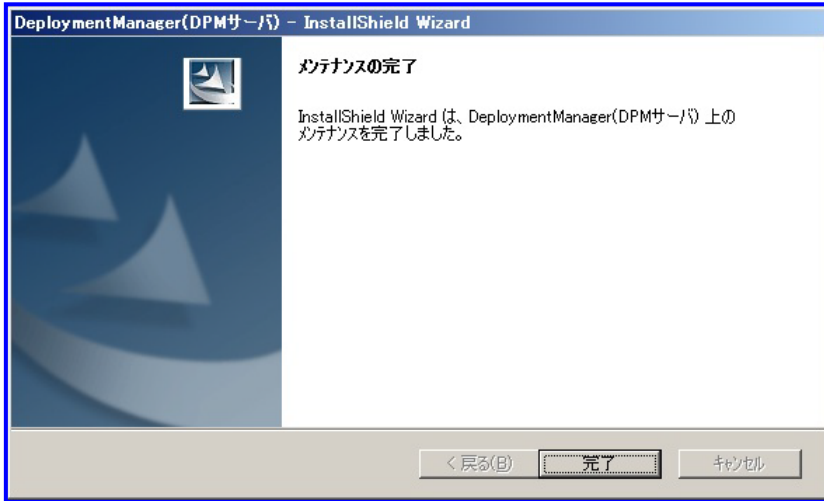 DeploymentManager(DPMサーバ) - InstallShield Wizard
メンテナンスの完了
InstallShield Wizard は、DeploymentManager(DPMサーバ) 上の
メンテナンスを完了しました。
< 戻る(B)
完了
キャンセル